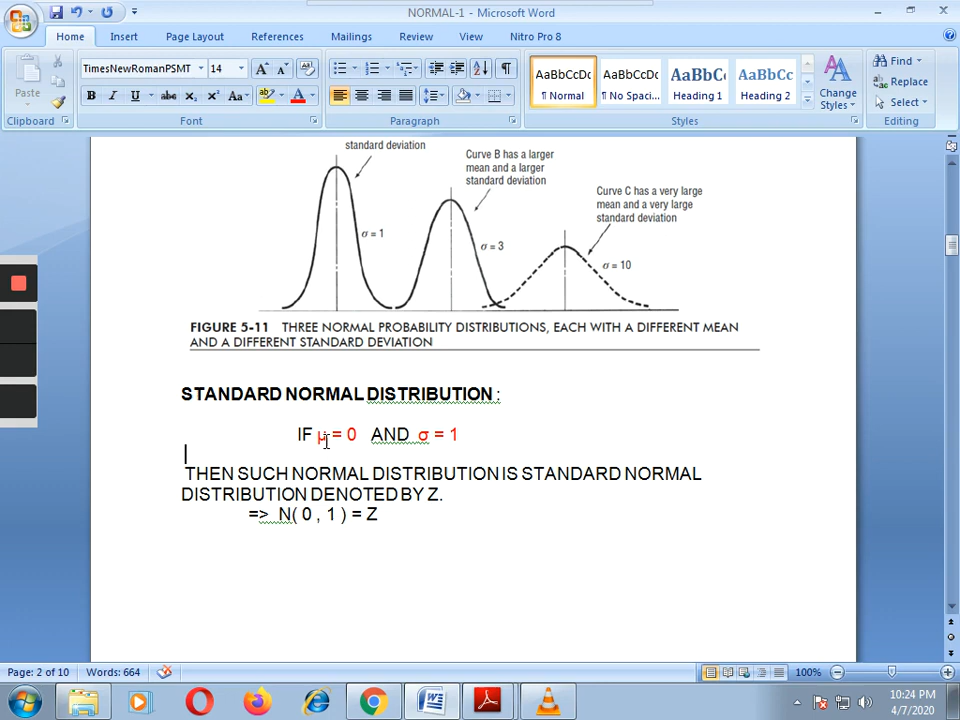 NORMAL-1 - Microsoft Word
Home Insert Page Layout References Mailings Review View Nitro Pro 8
Paste
TimesNewRomanPSMT 14
B I U abc x₂ x² Aa A
Clipboard Font Paragraph Styles Editing
AaBbCcDc AaBbCcDc AaBbC AaBbCc
¶ Normal ¶ No Spaci... Heading 1 Heading 2
Change
Styles
Find
Replace
Select
standard deviation
Curve B has a larger
mean and a larger
standard deviation
Curve C has a very large
mean and a very large
standard deviation
σ = 1
σ = 3
σ = 10
FIGURE 5-11 THREE NORMAL PROBABILITY DISTRIBUTIONS, EACH WITH A DIFFERENT MEAN
AND A DIFFERENT STANDARD DEVIATION
STANDARD NORMAL DISTRIBUTION :
IF µ = 0 AND σ = 1
THEN SUCH NORMAL DISTRIBUTION IS STANDARD NORMAL
DISTRIBUTION DENOTED BY Z.
=> N( 0 , 1 ) = Z
Page: 2 of 10 Words: 664 100%
10:24 PM
4/7/2020